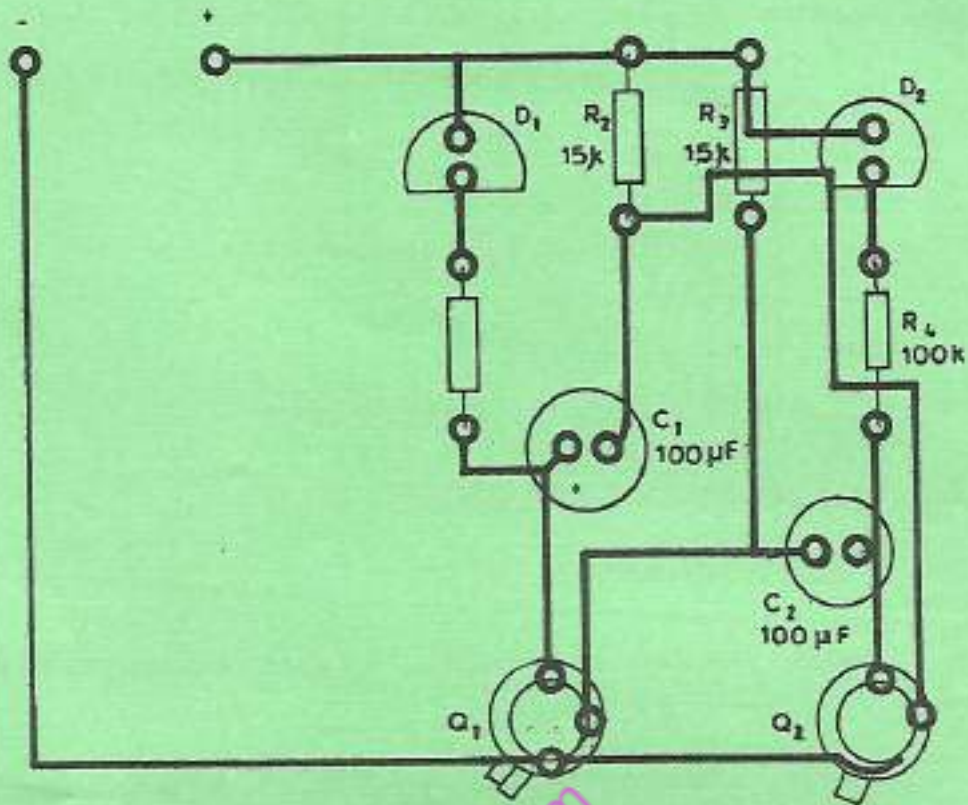 - +
D₁
R₂
15k
R₃
15k
D₂
R₄
100k
C₁
100µF
+
C₂
100µF
Q₁
Q₂